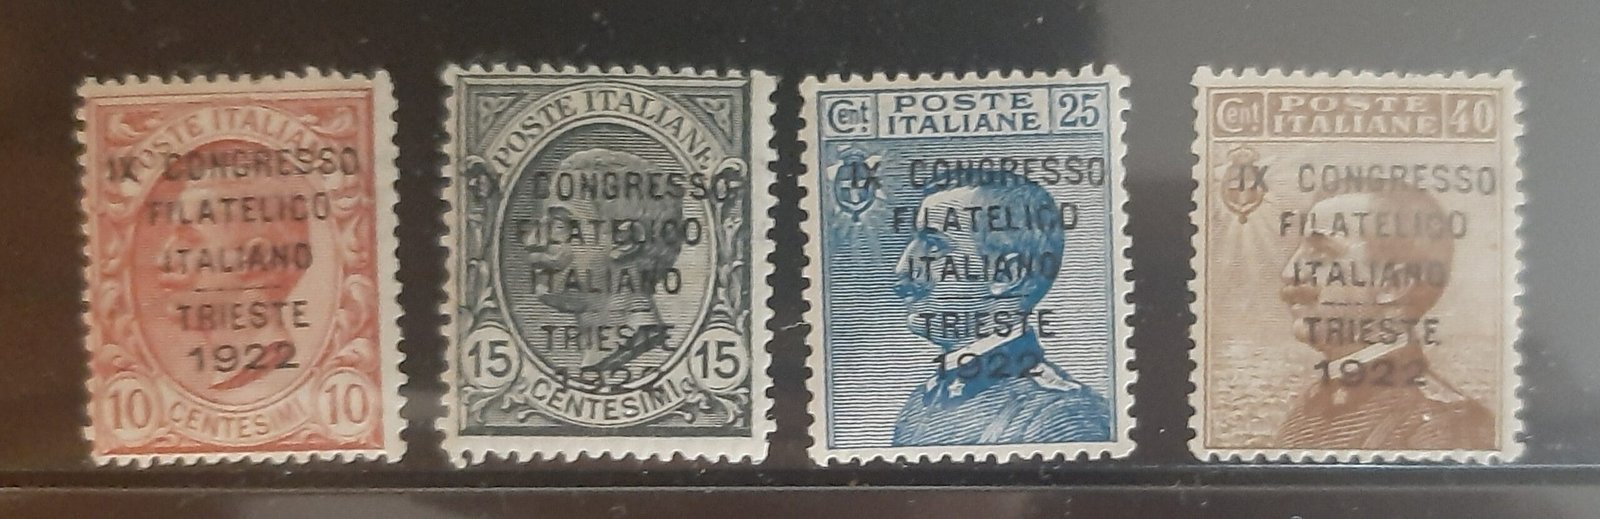 POSTE ITALIANE
IX CONGRESSO
FILATELICO
ITALIANO
TRIESTE
1922
10 CENTESIMI 10
POSTE ITALIANE
IX CONGRESSO
FILATELICO
ITALIANO
TRIESTE
1922
15 CENTESIMI 15
Cent. POSTE ITALIANE 25
IX CONGRESSO
FILATELICO
ITALIANO
TRIESTE
1922
Cent. POSTE ITALIANE 40
IX CONGRESSO
FILATELICO
ITALIANO
TRIESTE
1922